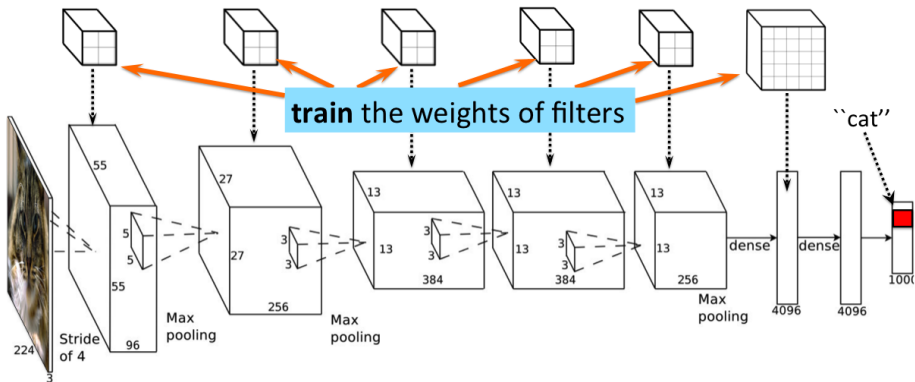 train the weights of filters
``cat’’
55
27
13
13
13
5
5
3
3
3
3
3
3
55
27
13
13
13
dense
dense
224
Stride
of 4
3
96
Max
pooling
256
Max
pooling
384
384
256
Max
pooling
4096
4096
1000